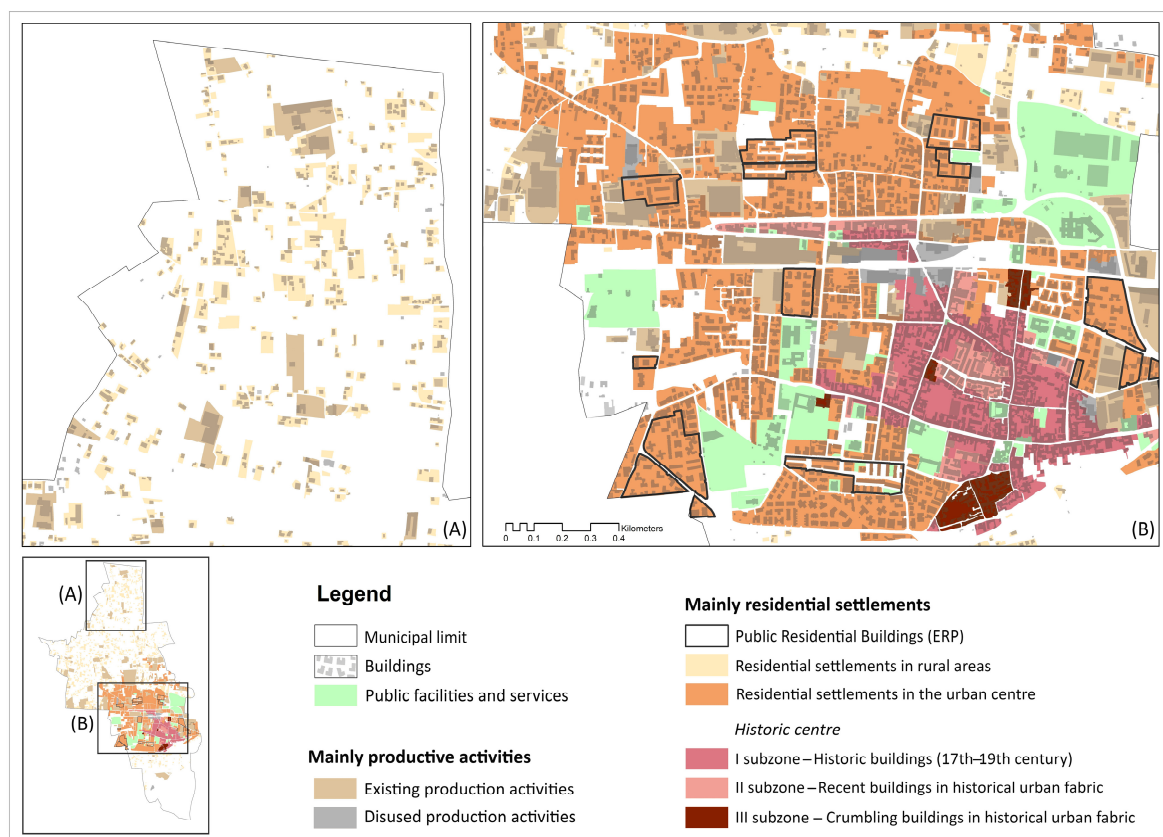 (A)
(B)
Kilometers
0 0.1 0.2 0.3 0.4
(A)
(B)
Legend
Municipal limit
Buildings
Public facilities and services
Mainly productive activities
Existing production activities
Disused production activities
Mainly residential settlements
Public Residential Buildings (ERP)
Residential settlements in rural areas
Residential settlements in the urban centre
Historic centre
I subzone – Historic buildings (17th–19th century)
II subzone – Recent buildings in historical urban fabric
III subzone – Crumbling buildings in historical urban fabric